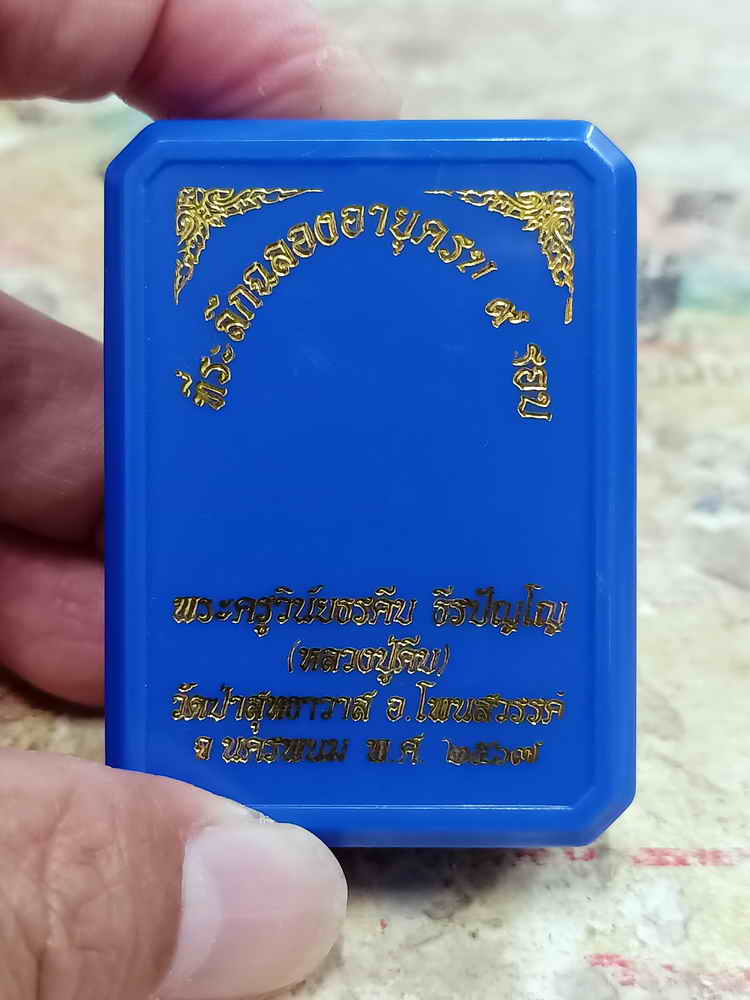 ที่ระลึกฉลองอายุครบ ๘ รอบ
พระครูวินัยธรคืน ธีรปัญโญ
(หลวงปู่คืน)
วัดป่าสุทธาวาส อ.โพนสวรรค์
จ.นครพนม พ.ศ. ๒๕๖๗